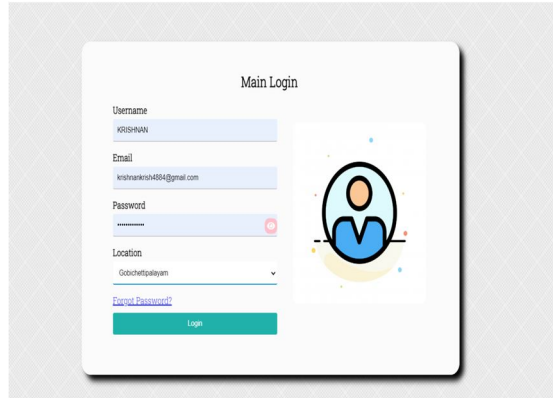 Main Login
Username
KRISHNAN
Email
krishnankrish4884@gmail.com
Password
Location
Gobichettipalayam
Forgot Password?
Login